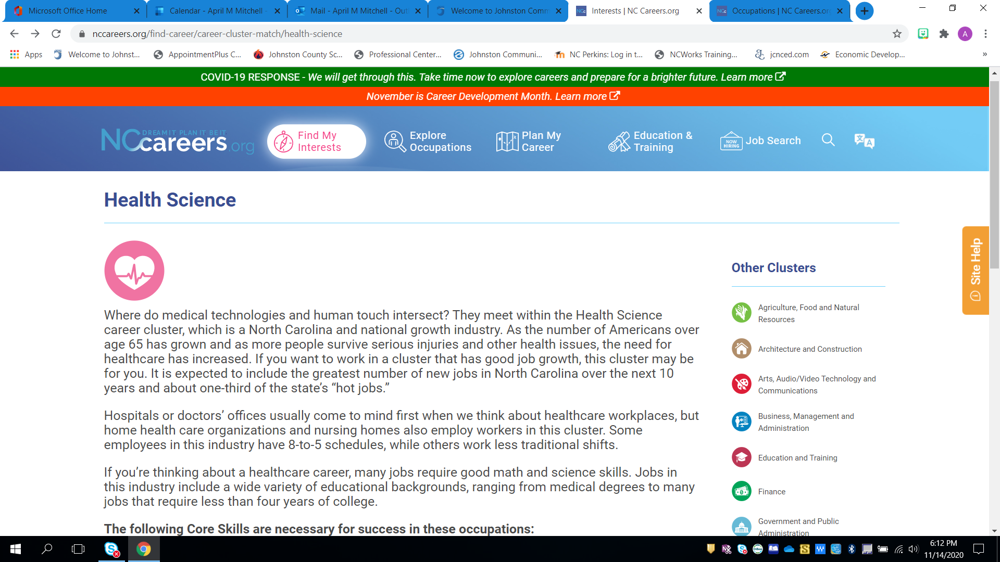 Microsoft Office Home
Calendar - April M Mitchell -
Mail - April M Mitchell - Out
Welcome to Johnston Comm
Interests | NC Careers.org
Occupations | NC Careers.or
nccareers.org/find-career/career-cluster-match/health-science
A
Apps
Welcome to Johnst...
AppointmentPlus C...
Johnston County Sc...
Professional Center...
Johnston Communi...
NC Perkins: Log in t...
NCWorks Training...
jcnced.com
Economic Develop...
»
COVID-19 RESPONSE - We will get through this. Take time now to explore careers and prepare for a brighter future. Learn more
November is Career Development Month. Learn more
DREAM IT PLAN IT BE IT
NCcareers.org
Find My
Interests
Explore
Occupations
Plan My
Career
Education &
Training
NOW
HIRING
Job Search
Health Science
Where do medical technologies and human touch intersect? They meet within the Health Science
career cluster, which is a North Carolina and national growth industry. As the number of Americans over
age 65 has grown and as more people survive serious injuries and other health issues, the need for
healthcare has increased. If you want to work in a cluster that has good job growth, this cluster may be
for you. It is expected to include the greatest number of new jobs in North Carolina over the next 10
years and about one-third of the state’s “hot jobs.”
Hospitals or doctors’ offices usually come to mind first when we think about healthcare workplaces, but
home health care organizations and nursing homes also employ workers in this cluster. Some
employees in this industry have 8-to-5 schedules, while others work less traditional shifts.
If you’re thinking about a healthcare career, many jobs require good math and science skills. Jobs in
this industry include a wide variety of educational backgrounds, ranging from medical degrees to many
jobs that require less than four years of college.
The following Core Skills are necessary for success in these occupations:
Other Clusters
Agriculture, Food and Natural
Resources
Architecture and Construction
Arts, Audio/Video Technology and
Communications
Business, Management and
Administration
Education and Training
Finance
Government and Public
Administration
Site Help
6:12 PM
11/14/2020